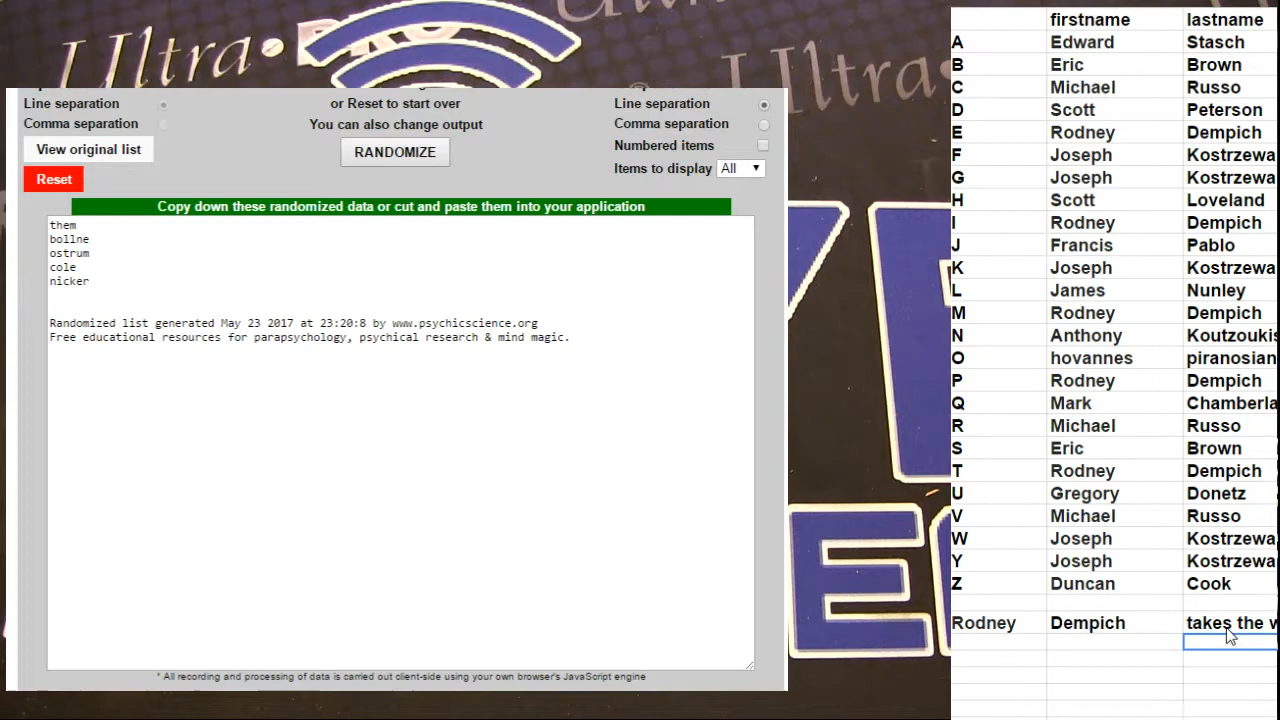 Ultra•PRO
Ultra
Line separation
Comma separation
View original list
Reset
or Reset to start over
You can also change output
RANDOMIZE
Line separation
Comma separation
Numbered items
Items to display All
Copy down these randomized data or cut and paste them into your application
them
bollne
ostrum
cole
nicker
Randomized list generated May 23 2017 at 23:20:8 by www.psychicscience.org
Free educational resources for parapsychology, psychical research & mind magic.
* All recording and processing of data is carried out client-side using your own browser's JavaScript engine
firstname lastname
A Edward Stasch
B Eric Brown
C Michael Russo
D Scott Peterson
E Rodney Dempich
F Joseph Kostrzewa
G Joseph Kostrzewa
H Scott Loveland
I Rodney Dempich
J Francis Pablo
K Joseph Kostrzewa
L James Nunley
M Rodney Dempich
N Anthony Koutzoukis
O hovannes piranosian
P Rodney Dempich
Q Mark Chamberla
R Michael Russo
S Eric Brown
T Rodney Dempich
U Gregory Donetz
V Michael Russo
W Joseph Kostrzewa
Y Joseph Kostrzewa
Z Duncan Cook
Rodney Dempich takes the w